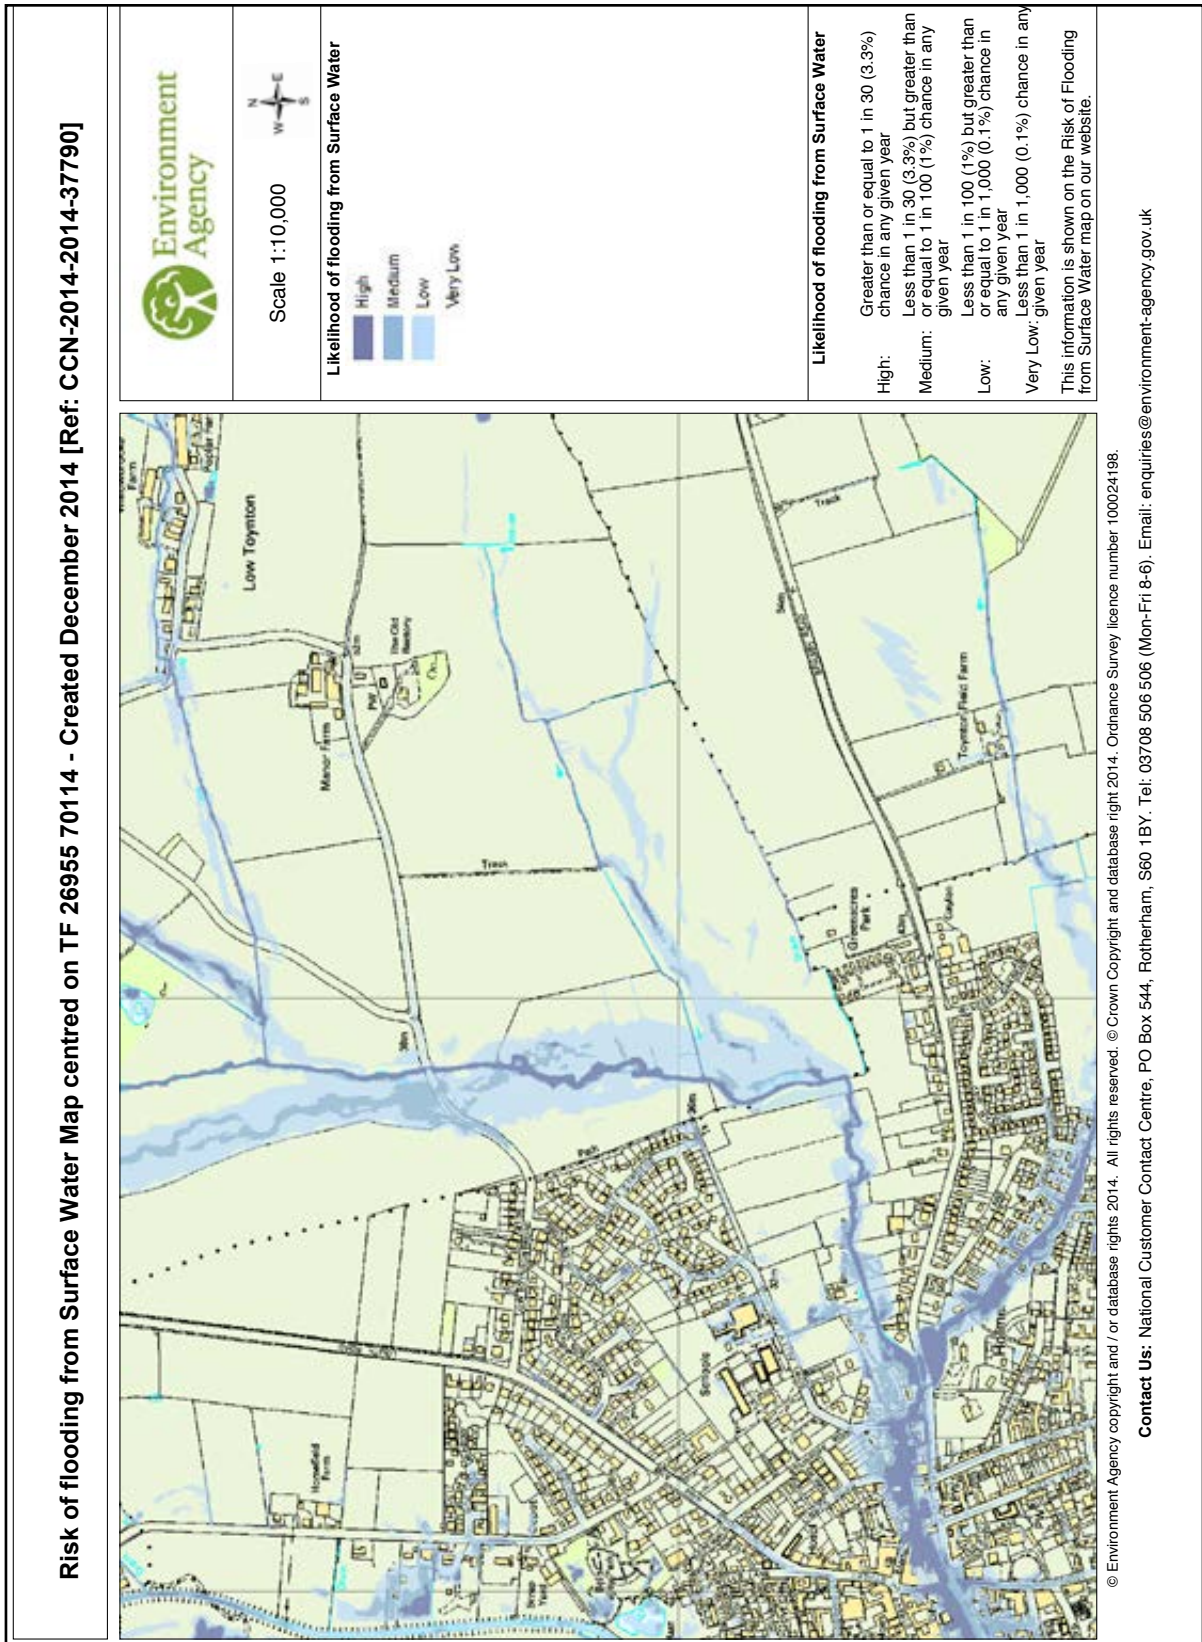 Risk of flooding from Surface Water Map centred on TF 26955 70114 - Created December 2014 [Ref: CCN-2014-2014-37790]
Environment
Agency
N
W
E
S
Scale 1:10,000
Likelihood of flooding from Surface Water
High
Medium
Low
Very Low
Likelihood of flooding from Surface Water
High: Greater than or equal to 1 in 30 (3.3%)
chance in any given year
Medium: Less than 1 in 30 (3.3%) but greater than
or equal to 1 in 100 (1%) chance in any
given year
Low: Less than 1 in 100 (1%) but greater than
or equal to 1 in 1,000 (0.1%) chance in
any given year
Very Low: Less than 1 in 1,000 (0.1%) chance in any
given year
This information is shown on the Risk of Flooding
from Surface Water map on our website.
Farm
Low Toynton
Manor Farm
PW
The Old
Rectory
Track
Track
Toynton Field Farm
Greenacres
Park
Path
Schools
Holmefield
Farm
© Environment Agency copyright and / or database rights 2014. All rights reserved. © Crown Copyright and database right 2014. Ordnance Survey licence number 100024198.
Contact Us: National Customer Contact Centre, PO Box 544, Rotherham, S60 1BY. Tel: 03708 506 506 (Mon-Fri 8-6). Email: enquiries@environment-agency.gov.uk